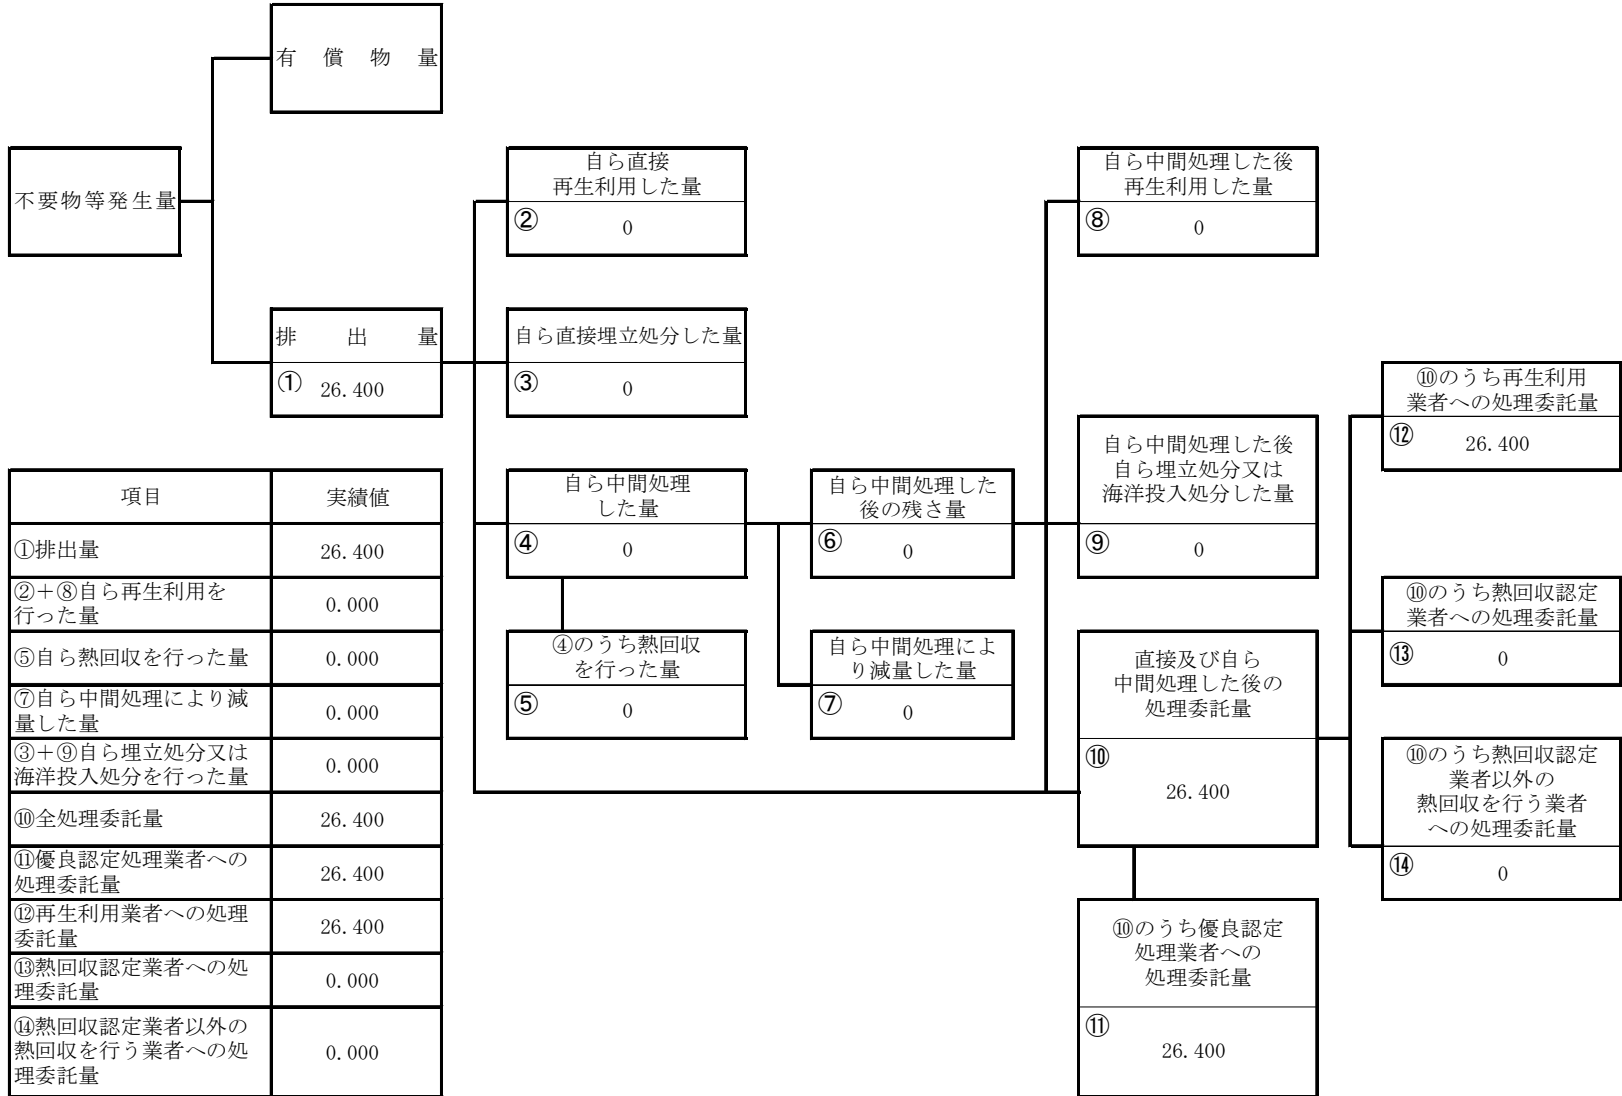 有償物量
不要物等発生量
排出量
① 26.400
自ら直接
再生利用した量
② 0
自ら直接埋立処分した量
③ 0
自ら中間処理
した量
④ 0
④のうち熱回収
を行った量
⑤ 0
自ら中間処理した
後の残さ量
⑥ 0
自ら中間処理によ
り減量した量
⑦ 0
自ら中間処理した後
再生利用した量
⑧ 0
自ら中間処理した後
自ら埋立処分又は
海洋投入処分した量
⑨ 0
直接及び自ら
中間処理した後の
処理委託量
⑩
26.400
⑩のうち優良認定
処理業者への
処理委託量
⑪
26.400
⑩のうち再生利用
業者への処理委託量
⑫ 26.400
⑩のうち熱回収認定
業者への処理委託量
⑬ 0
⑩のうち熱回収認定
業者以外の
熱回収を行う業者
への処理委託量
⑭ 0
項目 実績値
①排出量 26.400
②+⑧自ら再生利用を
行った量 0.000
⑤自ら熱回収を行った量 0.000
⑦自ら中間処理により減
量した量 0.000
③+⑨自ら埋立処分又は
海洋投入処分を行った量 0.000
⑩全処理委託量 26.400
⑪優良認定処理業者への
処理委託量 26.400
⑫再生利用業者への処理
委託量 26.400
⑬熱回収認定業者への処
理委託量 0.000
⑭熱回収認定業者以外の
熱回収を行う業者への処
理委託量 0.000